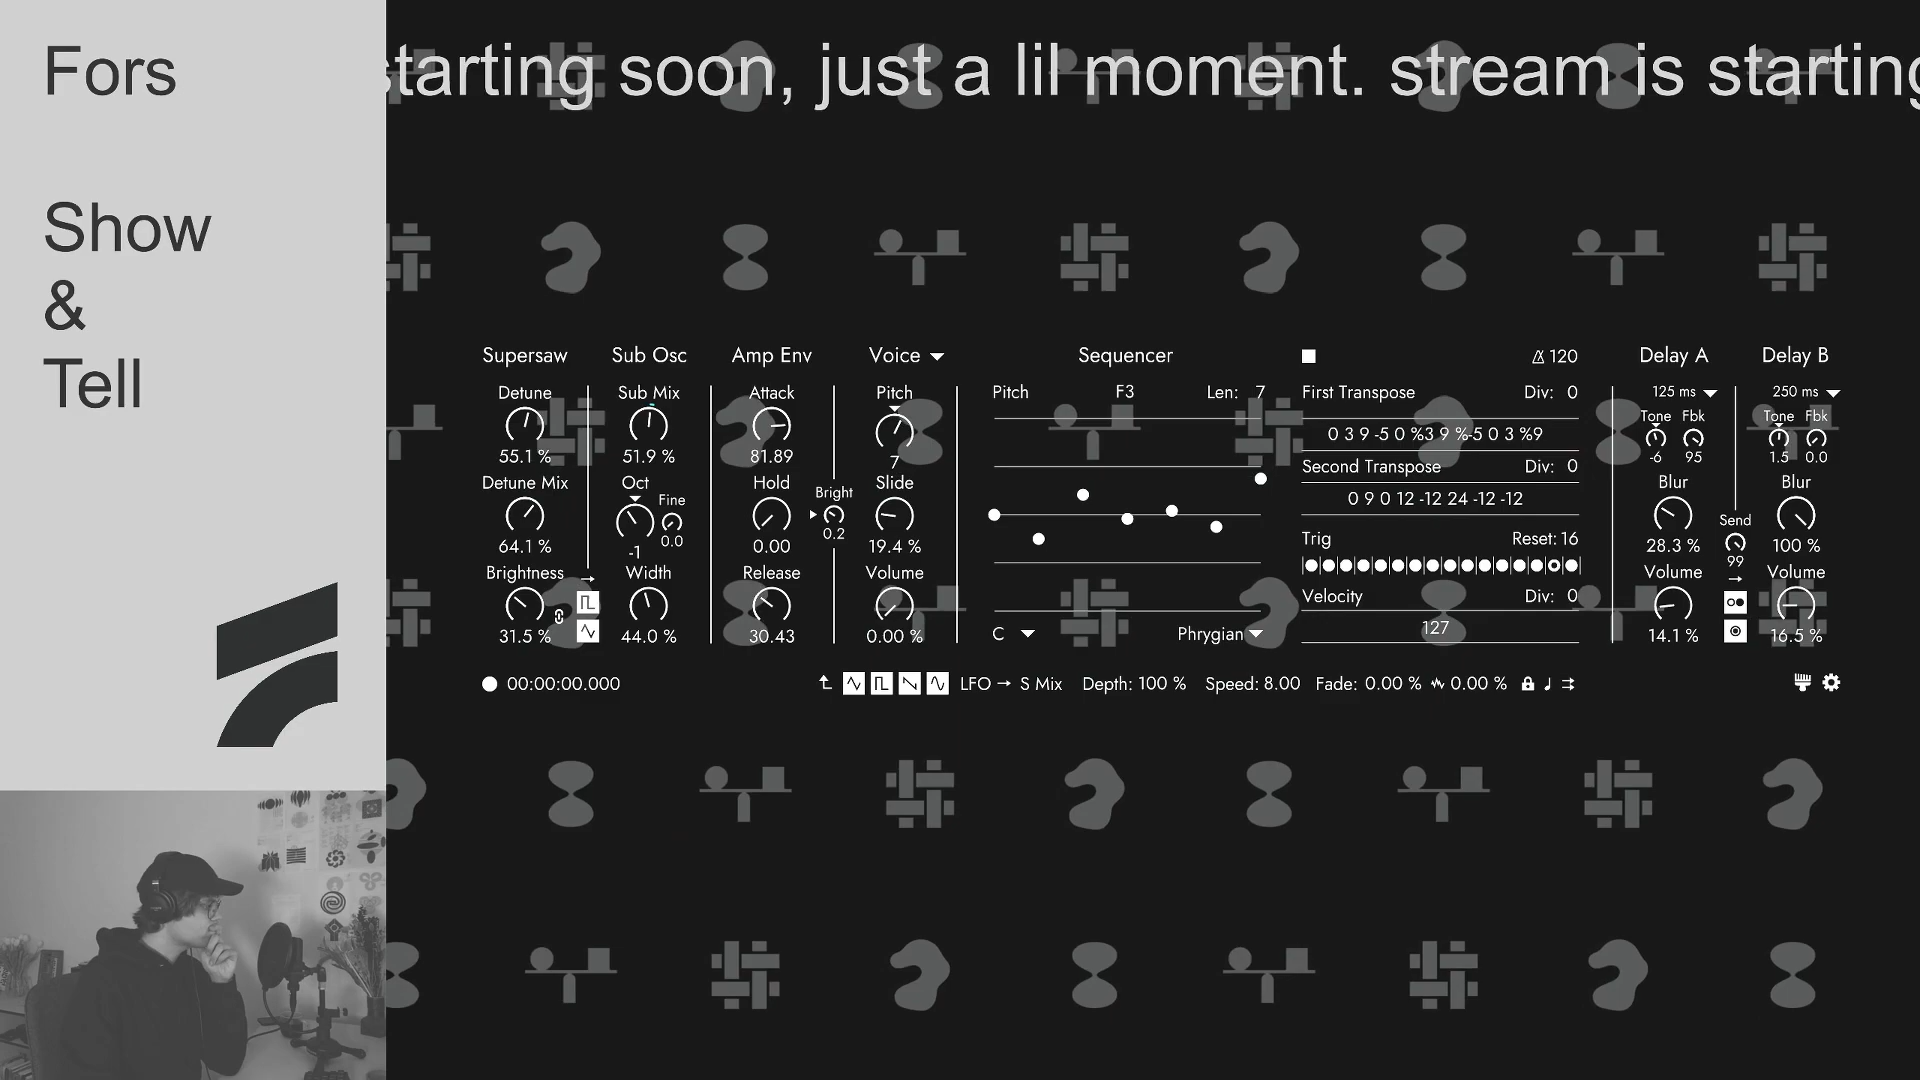 Fors
Show
&
Tell
starting soon, just a lil moment. stream is starting
Supersaw
Detune
55.1 %
Detune Mix
64.1 %
Brightness
31.5 %
Sub Osc
Sub Mix
51.9 %
Oct
-1
Fine
0.0
Width
44.0 %
Amp Env
Attack
81.89
Hold
0.00
Release
30.43
Bright
0.2
Voice
Pitch
7
Slide
19.4 %
Volume
0.00 %
Sequencer
Pitch F3 Len: 7
C Phrygian
120
First Transpose Div: 0
0 3 9 -5 0 %3 9 %-5 0 3 %9
Second Transpose Div: 0
0 9 0 12 -12 24 -12 -12
Trig Reset: 16
Velocity Div: 0
127
Delay A
125 ms
Tone Fbk
-6 95
Blur
28.3 %
Volume
14.1 %
Send
99
Delay B
250 ms
Tone Fbk
1.5 0.0
Blur
100 %
Volume
16.5 %
00:00:00.000
LFO → S Mix Depth: 100 % Speed: 8.00 Fade: 0.00 % 0.00 %